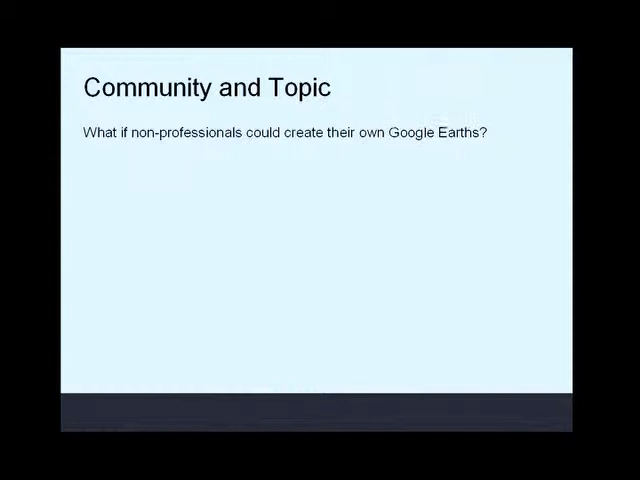 Community and Topic
What if non-professionals could create their own Google Earths?